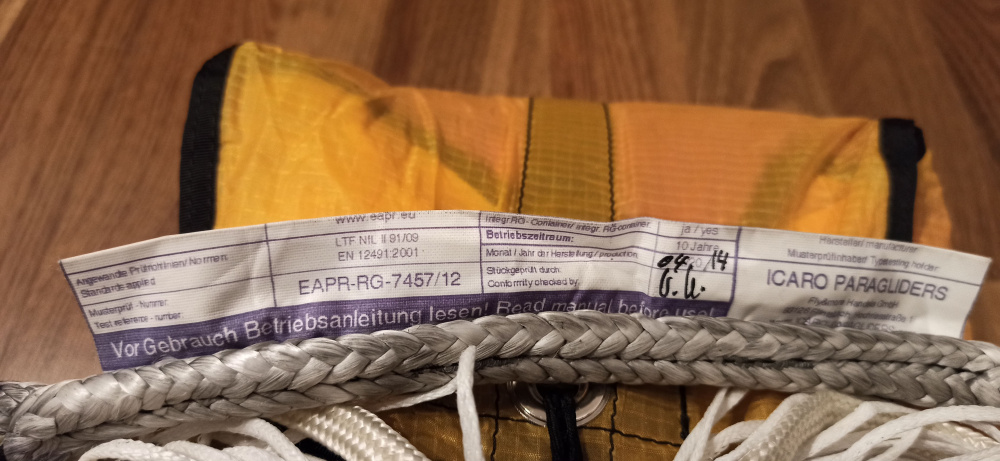 www.eapr.eu
Angewandte Prüfrichtlinien/Normen:
Standards applied
LTF NfL II 91/09
EN 12491:2001
Musterprüf - Nummer
Test reference - number
EAPR-RG-7457/12
integr.RG - Container/ integr. RG-container
ja / yes
Betriebszeitraum:
10 Jahre
Monat / Jahr der Herstellung / production
04 /14
Stückgeprüft durch:
Conformity checked by:
Hersteller/ manufacturer
Musterprüfinhaber/ Typetesting holder:
ICARO PARAGLIDERS
Vor Gebrauch Betriebsanleitung lesen! Read manual before use!